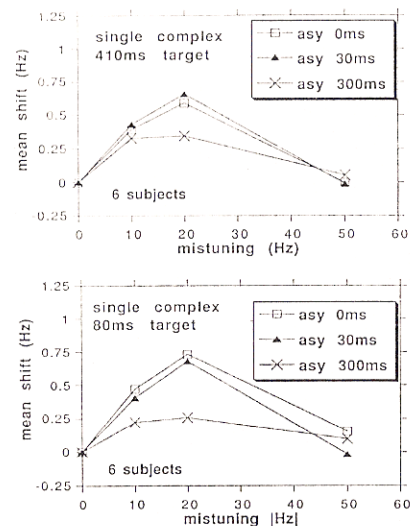 1.25
single complex
410ms target
asy 0ms
asy 30ms
asy 300ms
1
0.75
0.5
0.25
0
0.25
mean shift (Hz)
6 subjects
0 10 20 30 40 50 60
mistuning (Hz)
1.25
single complex
80ms target
asy 0ms
asy 30ms
asy 300ms
1
0.75
0.5
0.25
0
-0.25
mean shift (Hz)
6 subjects
0 10 20 30 40 50 60
mistuning |Hz|